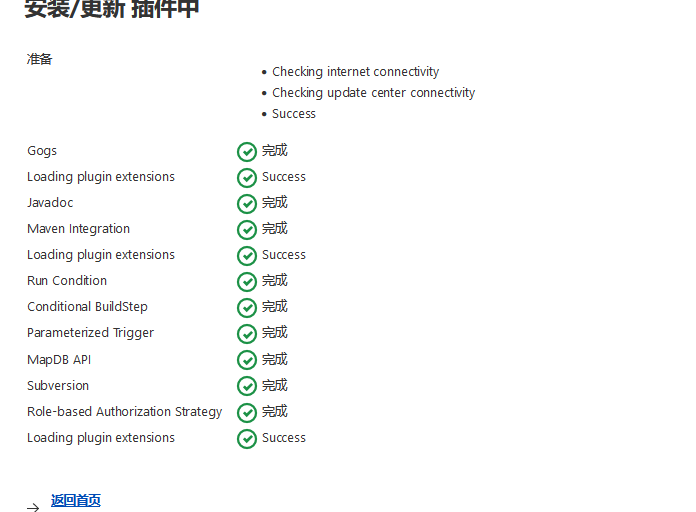 安装/更新 插件中
准备
Checking internet connectivity
Checking update center connectivity
Success
Gogs 完成
Loading plugin extensions Success
Javadoc 完成
Maven Integration 完成
Loading plugin extensions Success
Run Condition 完成
Conditional BuildStep 完成
Parameterized Trigger 完成
MapDB API 完成
Subversion 完成
Role-based Authorization Strategy 完成
Loading plugin extensions Success
返回首页